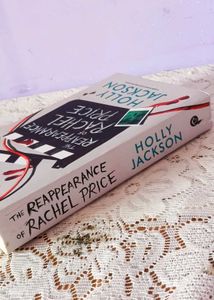 THE
REAPPEARANCE
OF
RACHEL
PRICE
HOLLY
JACKSON
THE REAPPEARANCE
OF RACHEL PRICE
HOLLY
JACKSON